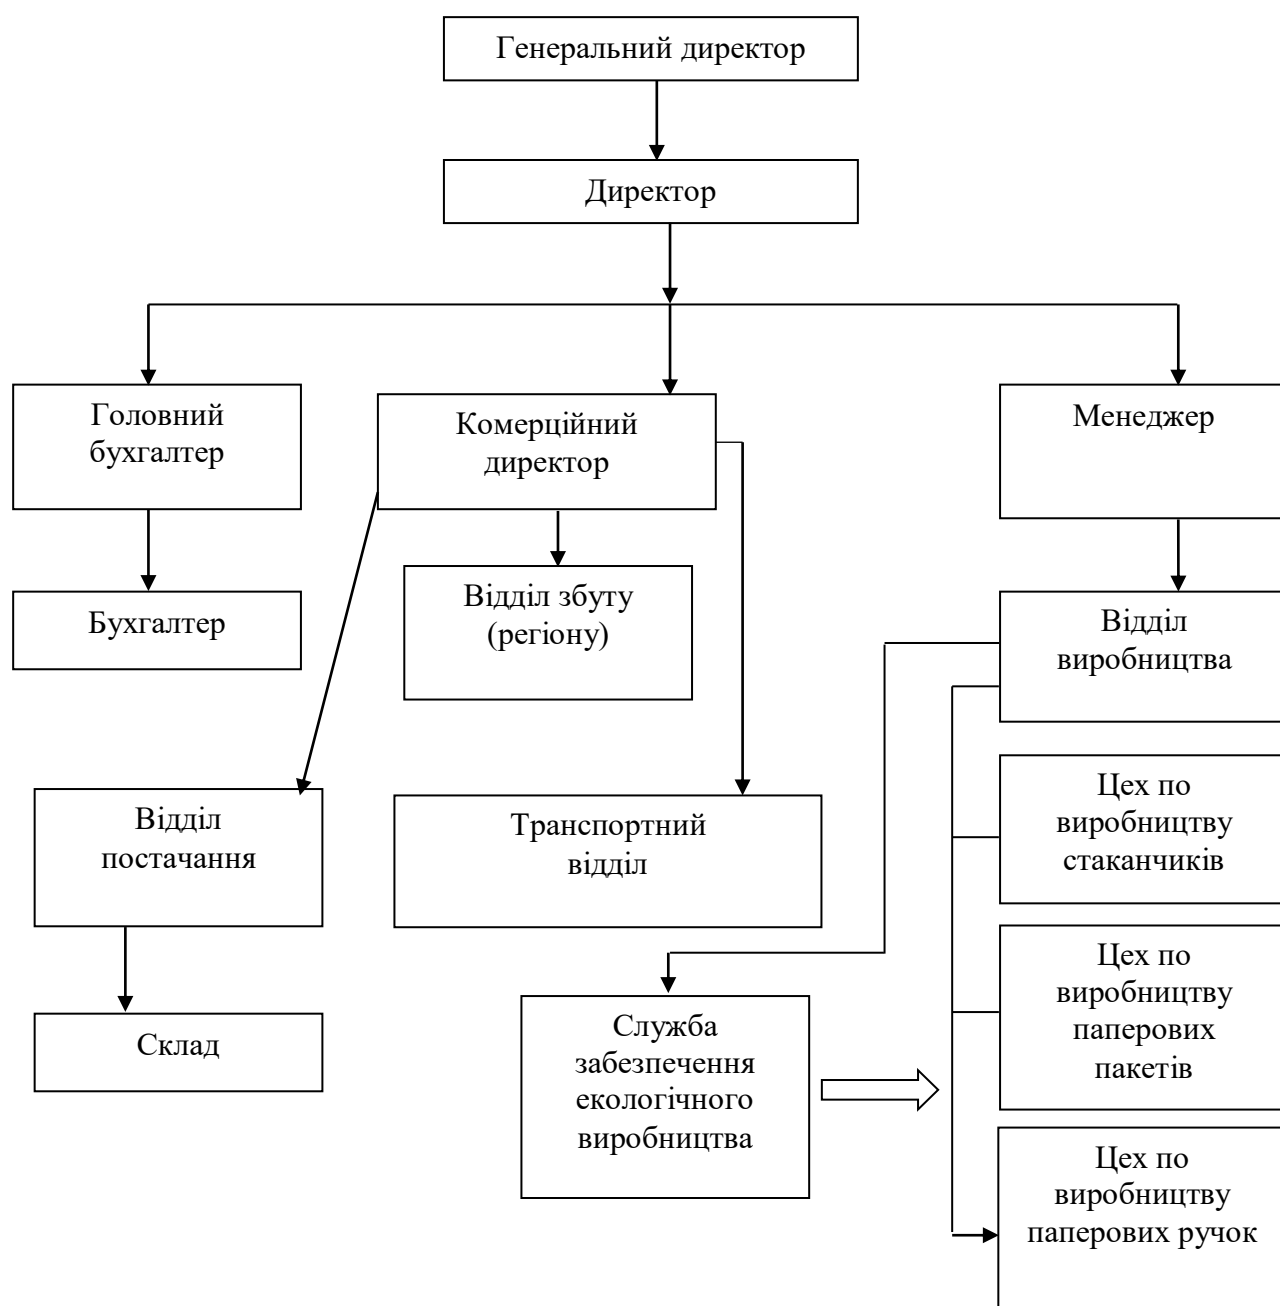 Генеральний директор
Директор
Головний
бухгалтер
Комерційний
директор
Менеджер
Бухгалтер
Відділ збуту
(регіону)
Відділ
виробництва
Відділ
постачання
Транспортний
відділ
Цех по
виробництву
стаканчиків
Склад
Служба
забезпечення
екологічного
виробництва
Цех по
виробництву
паперових
пакетів
Цех по
виробництву
паперових ручок